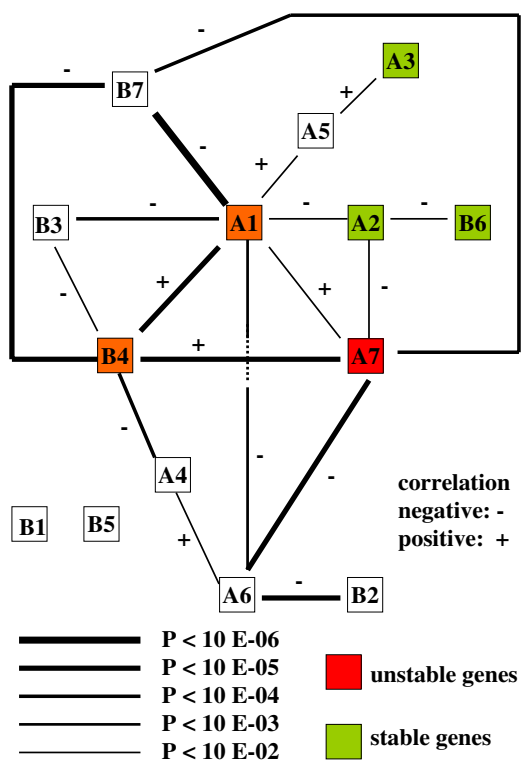 -
A3
-
B7
+
A5
-
+
B3
-
A1
-
A2
-
B6
-
+
+
-
B4
+
A7
-
-
-
A4
correlation
negative: -
positive: +
B1
B5
+
A6
-
B2
P < 10 E-06
P < 10 E-05
P < 10 E-04
P < 10 E-03
P < 10 E-02
unstable genes
stable genes